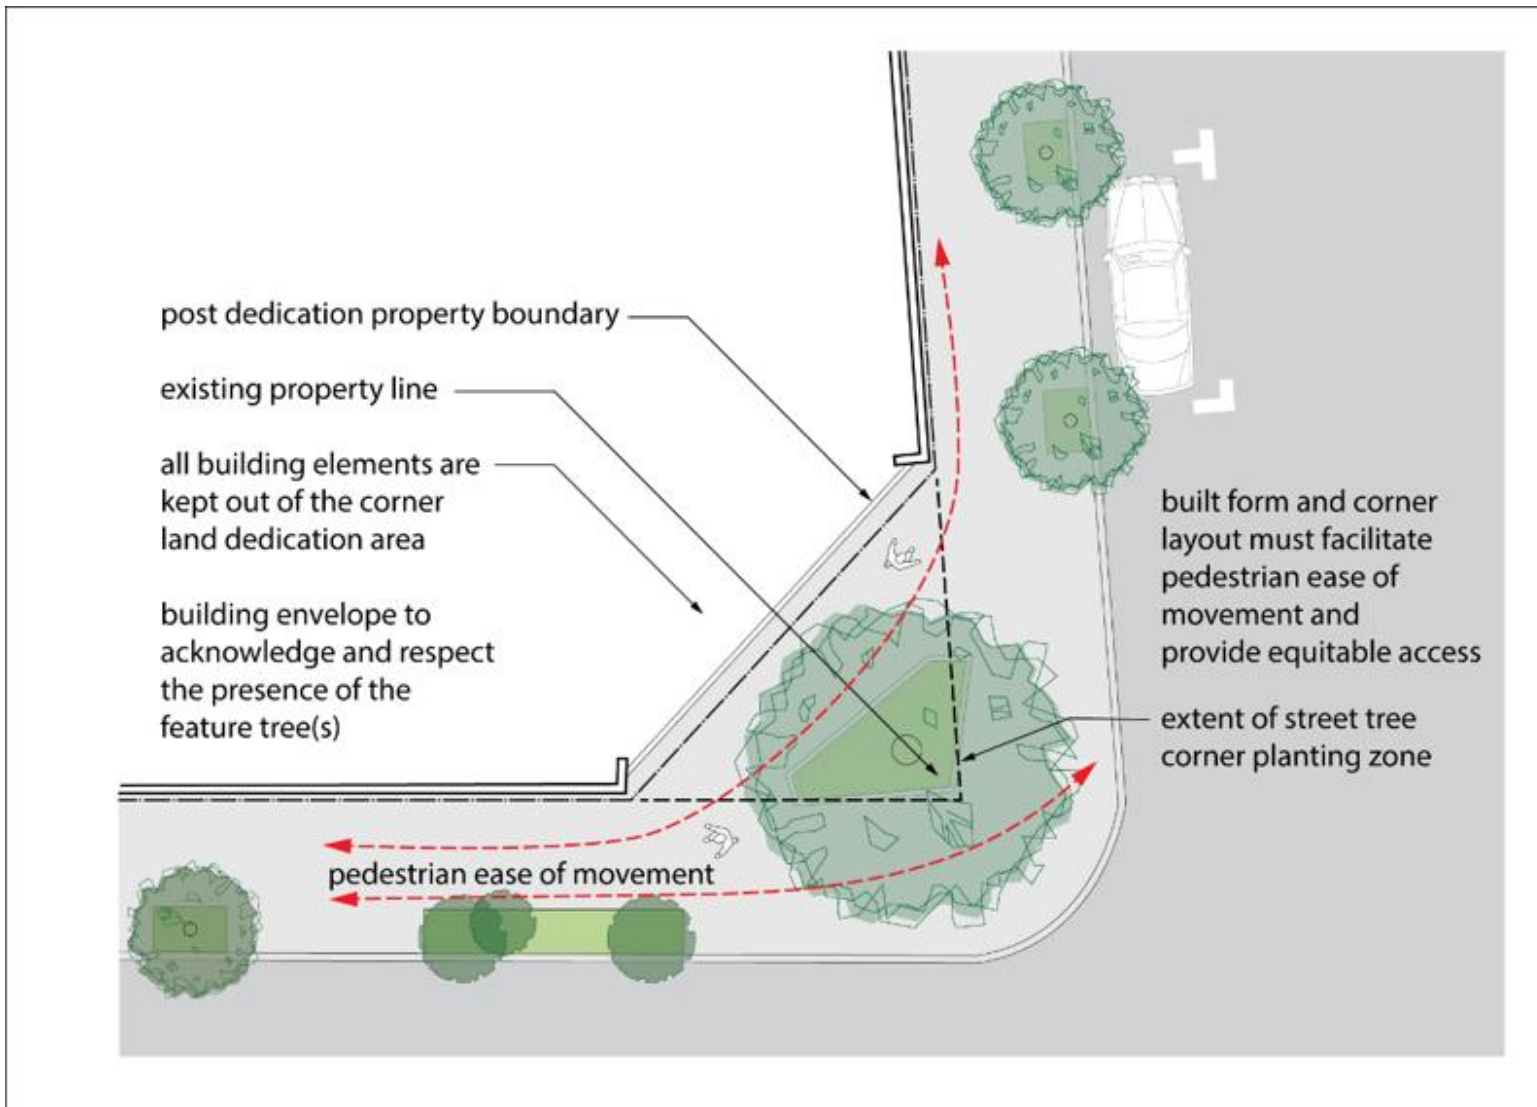 post dedication property boundary
existing property line
all building elements are
kept out of the corner
land dedication area
building envelope to
acknowledge and respect
the presence of the
feature tree(s)
built form and corner
layout must facilitate
pedestrian ease of
movement and
provide equitable access
extent of street tree
corner planting zone
pedestrian ease of movement